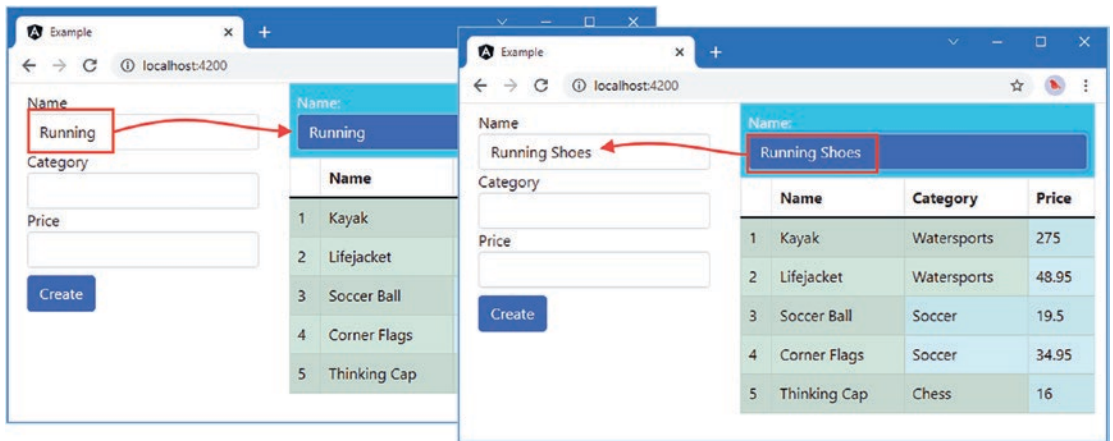 Example
localhost:4200
Name
Running
Category
Price
Create
Name:
Running
Name
1 Kayak
2 Lifejacket
3 Soccer Ball
4 Corner Flags
5 Thinking Cap
Example
localhost:4200
Name
Running Shoes
Category
Price
Create
Name:
Running Shoes
Name Category Price
1 Kayak Watersports 275
2 Lifejacket Watersports 48.95
3 Soccer Ball Soccer 19.5
4 Corner Flags Soccer 34.95
5 Thinking Cap Chess 16